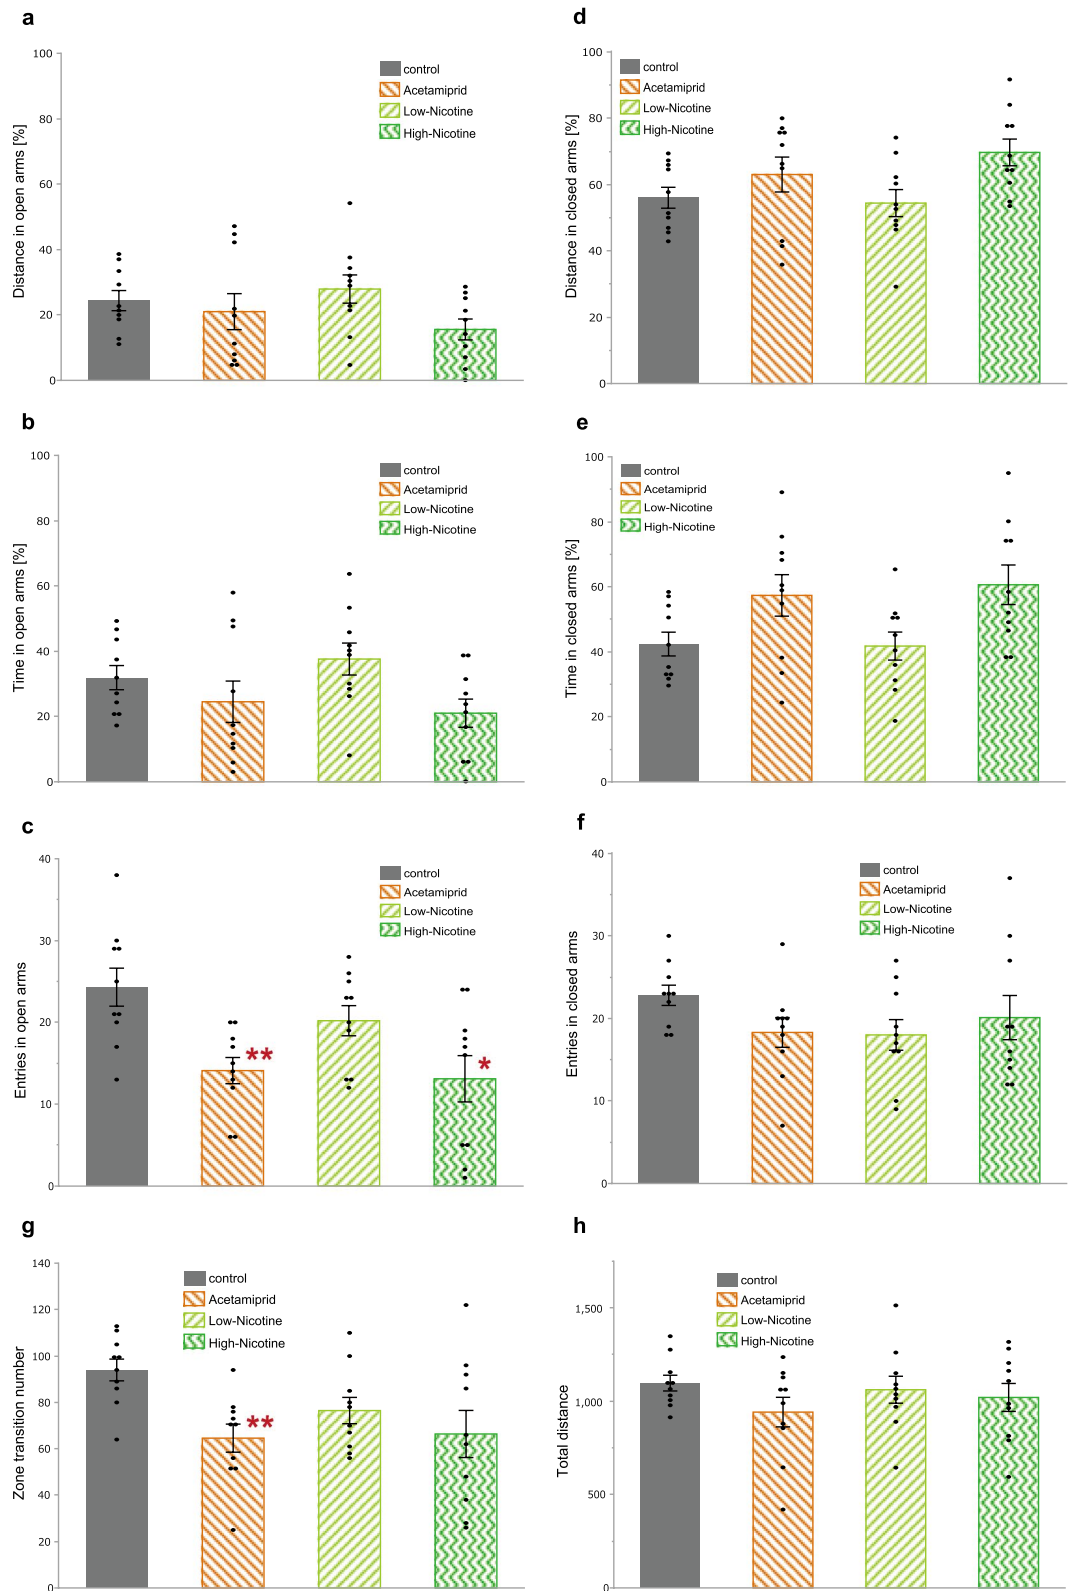 a
100
80
60
40
20
0
Distance in open arms [%]
control
Acetamiprid
Low-Nicotine
High-Nicotine
d
100
80
60
40
20
0
Distance in closed arms [%]
control
Acetamiprid
Low-Nicotine
High-Nicotine
b
100
80
60
40
20
0
Time in open arms [%]
control
Acetamiprid
Low-Nicotine
High-Nicotine
e
100
80
60
40
20
0
Time in closed arms [%]
control
Acetamiprid
Low-Nicotine
High-Nicotine
c
40
30
20
10
0
Entries in open arms
control
Acetamiprid
Low-Nicotine
High-Nicotine
**
*
f
40
30
20
10
0
Entries in closed arms
control
Acetamiprid
Low-Nicotine
High-Nicotine
g
140
120
100
80
60
40
20
0
Zone transition number
control
Acetamiprid
Low-Nicotine
High-Nicotine
**
h
1,500
1,000
500
0
Total distance
control
Acetamiprid
Low-Nicotine
High-Nicotine